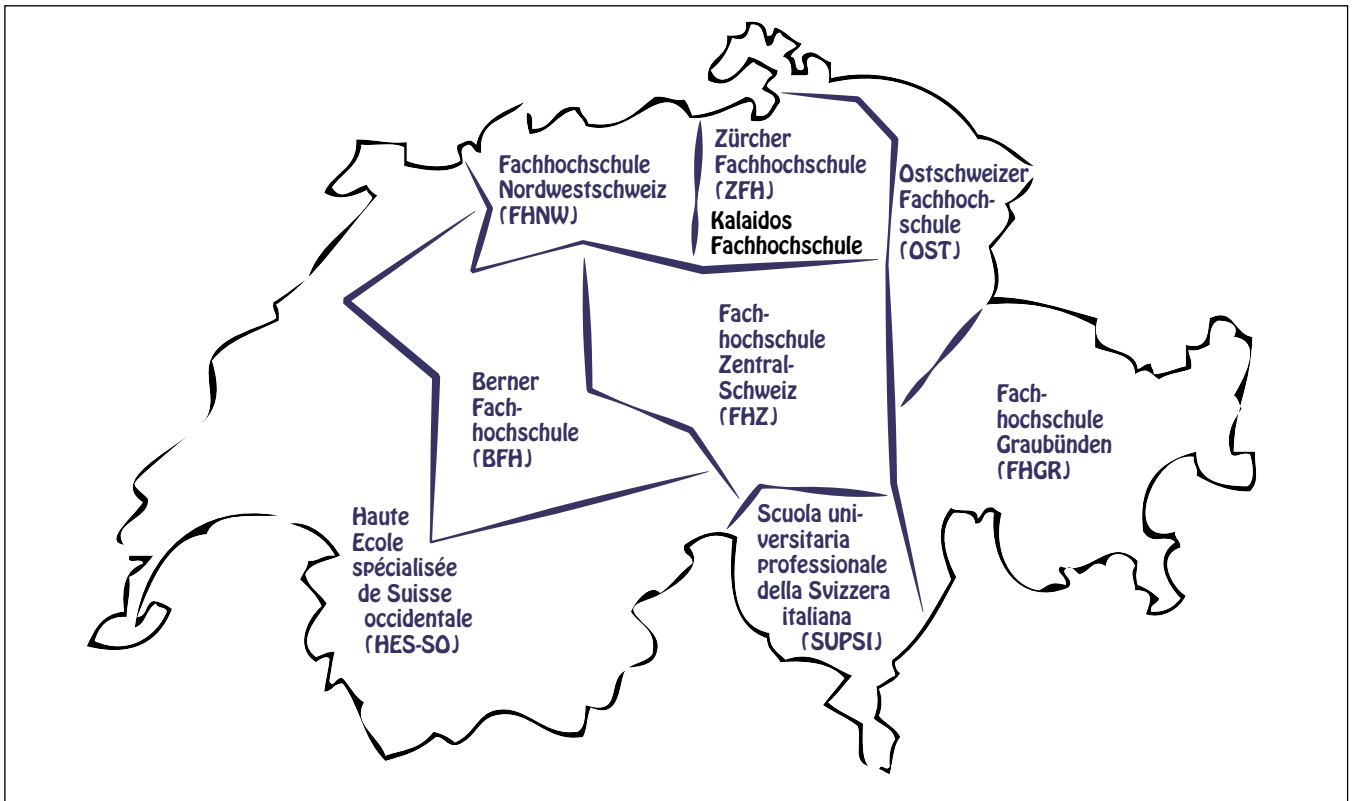 Fachhochschule
Nordwestschweiz
(FHNW)
Zürcher
Fachhochschule
(ZFH)
Kalaidos
Fachhochschule
Ostschweizer
Fachhoch-
schule
(OST)
Berner
Fach-
hochschule
(BFH)
Fach-
hochschule
Zentral-
Schweiz
(FHZ)
Fach-
hochschule
Graubünden
(FHGR)
Haute
Ecole
spécialisée
de Suisse
occidentale
(HES-SO)
Scuola uni-
versitaria
professionale
della Svizzera
italiana
(SUPSI)